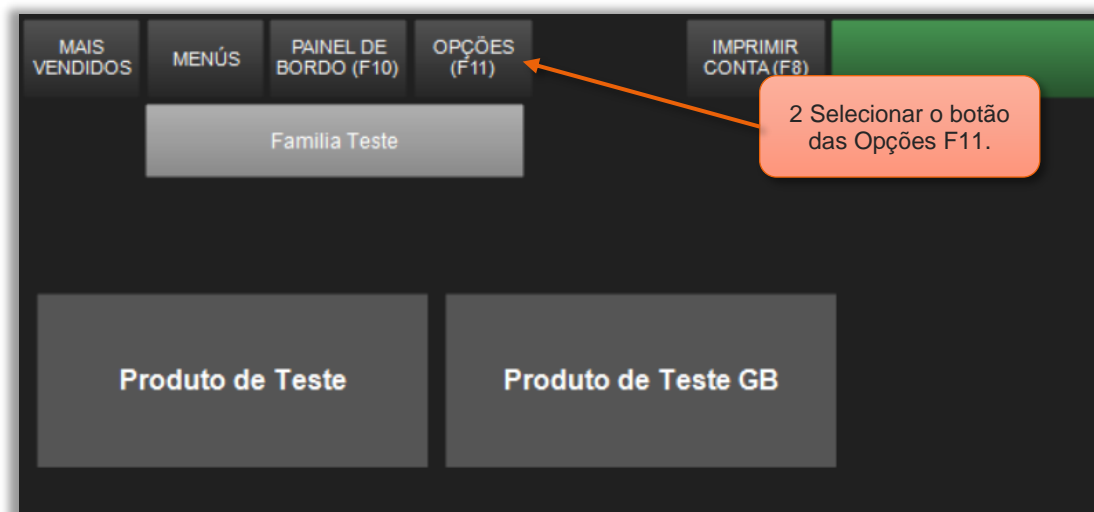 MAIS
VENDIDOS
MENÚS
PAINEL DE
BORDO (F10)
OPÇÕES
(F11)
IMPRIMIR
CONTA (F8)
2 Selecionar o botão
das Opções F11.
Familia Teste
Produto de Teste
Produto de Teste GB